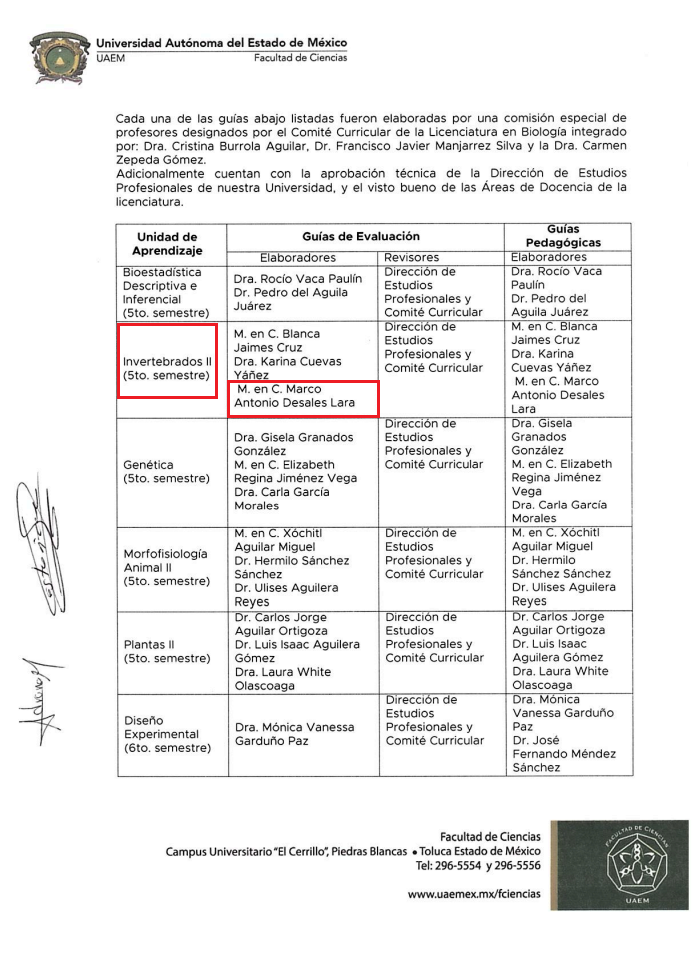 Universidad Autónoma del Estado de México
UAEM Facultad de Ciencias
Cada una de las guías abajo listadas fueron elaboradas por una comisión especial de
profesores designados por el Comité Curricular de la Licenciatura en Biología integrado
por: Dra. Cristina Burrola Aguilar, Dr. Francisco Javier Manjarrez Silva y la Dra. Carmen
Zepeda Gómez.
Adicionalmente cuentan con la aprobación técnica de la Dirección de Estudios
Profesionales de nuestra Universidad, y el visto bueno de las Áreas de Docencia de la
licenciatura.
Unidad de
Aprendizaje
Guías de Evaluación
Guías
Pedagógicas
Elaboradores
Revisores
Elaboradores
Bioestadística
Descriptiva e
Inferencial
(5to. semestre)
Dra. Rocío Vaca Paulín
Dr. Pedro del Aguila
Juárez
Dirección de
Estudios
Profesionales y
Comité Curricular
Dra. Rocío Vaca
Paulín
Dr. Pedro del
Aguila Juárez
Invertebrados II
(5to. semestre)
M. en C. Blanca
Jaimes Cruz
Dra. Karina Cuevas
Yáñez
M. en C. Marco
Antonio Desales Lara
Dirección de
Estudios
Profesionales y
Comité Curricular
M. en C. Blanca
Jaimes Cruz
Dra. Karina
Cuevas Yáñez
M. en C. Marco
Antonio Desales
Lara
Genética
(5to. semestre)
Dra. Gisela Granados
González
M. en C. Elizabeth
Regina Jiménez Vega
Dra. Carla García
Morales
Dirección de
Estudios
Profesionales y
Comité Curricular
Dra. Gisela
Granados
González
M. en C. Elizabeth
Regina Jiménez
Vega
Dra. Carla García
Morales
Morfofisiología
Animal II
(5to. semestre)
M. en C. Xóchitl
Aguilar Miguel
Dr. Hermilo Sánchez
Sánchez
Dr. Ulises Aguilera
Reyes
Dirección de
Estudios
Profesionales y
Comité Curricular
M. en C. Xóchitl
Aguilar Miguel
Dr. Hermilo
Sánchez Sánchez
Dr. Ulises Aguilera
Reyes
Plantas II
(5to. semestre)
Dr. Carlos Jorge
Aguilar Ortigoza
Dr. Luis Isaac Aguilera
Gómez
Dra. Laura White
Olascoaga
Dirección de
Estudios
Profesionales y
Comité Curricular
Dr. Carlos Jorge
Aguilar Ortigoza
Dr. Luis Isaac
Aguilera Gómez
Dra. Laura White
Olascoaga
Diseño
Experimental
(6to. semestre)
Dra. Mónica Vanessa
Garduño Paz
Dirección de
Estudios
Profesionales y
Comité Curricular
Dra. Mónica
Vanessa Garduño
Paz
Dr. José
Fernando Méndez
Sánchez
Facultad de Ciencias
Campus Universitario "El Cerrillo", Piedras Blancas • Toluca Estado de México
Tel: 296-5554 y 296-5556
www.uaemex.mx/fciencias
FACULTAD DE CIENCIAS
UAEM